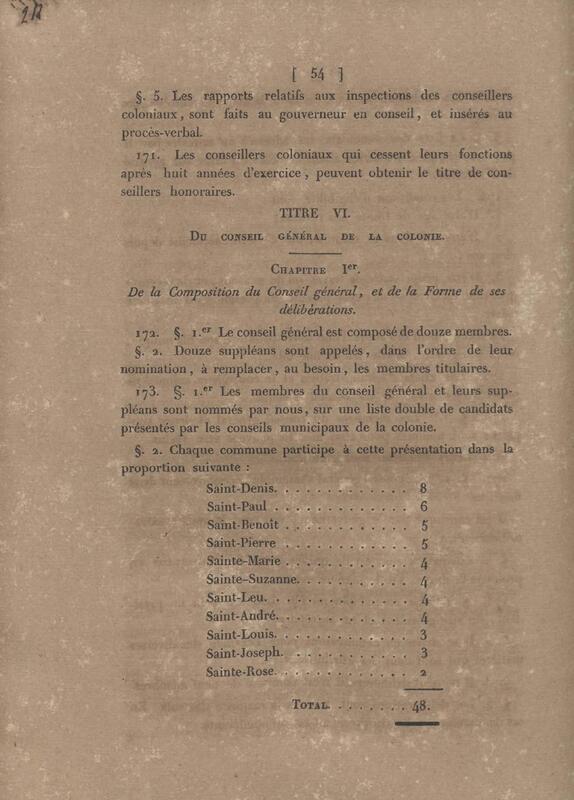 [ 54 ]
§. 5. Les rapports relatifs aux inspections des conseillers
coloniaux, sont faits au gouverneur en conseil, et insérés au
procès-verbal.
171. Les conseillers coloniaux qui cessent leurs fonctions
après huit années d'exercice, peuvent obtenir le titre de con-
seillers honoraires.
TITRE VI.
DU CONSEIL GÉNÉRAL DE LA COLONIE.
CHAPITRE Ier.
De la Composition du Conseil général, et de la Forme de ses
délibérations.
172. §. 1.er Le conseil général est composé de douze membres.
§. 2. Douze suppléans sont appelés, dans l'ordre de leur
nomination, à remplacer, au besoin, les membres titulaires.
173. §. 1.er Les membres du conseil général et leurs sup-
pléans sont nommés par nous, sur une liste double de candidats
présentés par les conseils municipaux de la colonie.
§. 2. Chaque commune participe à cette présentation dans la
proportion suivante :
Saint-Denis. . . . . . . . . . . . . 8
Saint-Paul . . . . . . . . . . . . . 6
Saint-Benoît . . . . . . . . . . . . 5
Saint-Pierre . . . . . . . . . . . . 5
Sainte-Marie . . . . . . . . . . . . 4
Sainte-Suzanne. . . . . . . . . . . 4
Saint-Leu. . . . . . . . . . . . . . 4
Saint-André. . . . . . . . . . . . . 4
Saint-Louis. . . . . . . . . . . . . 3
Saint-Joseph. . . . . . . . . . . . 3
Sainte-Rose. . . . . . . . . . . . . 2
TOTAL. . . . . . . . 48.